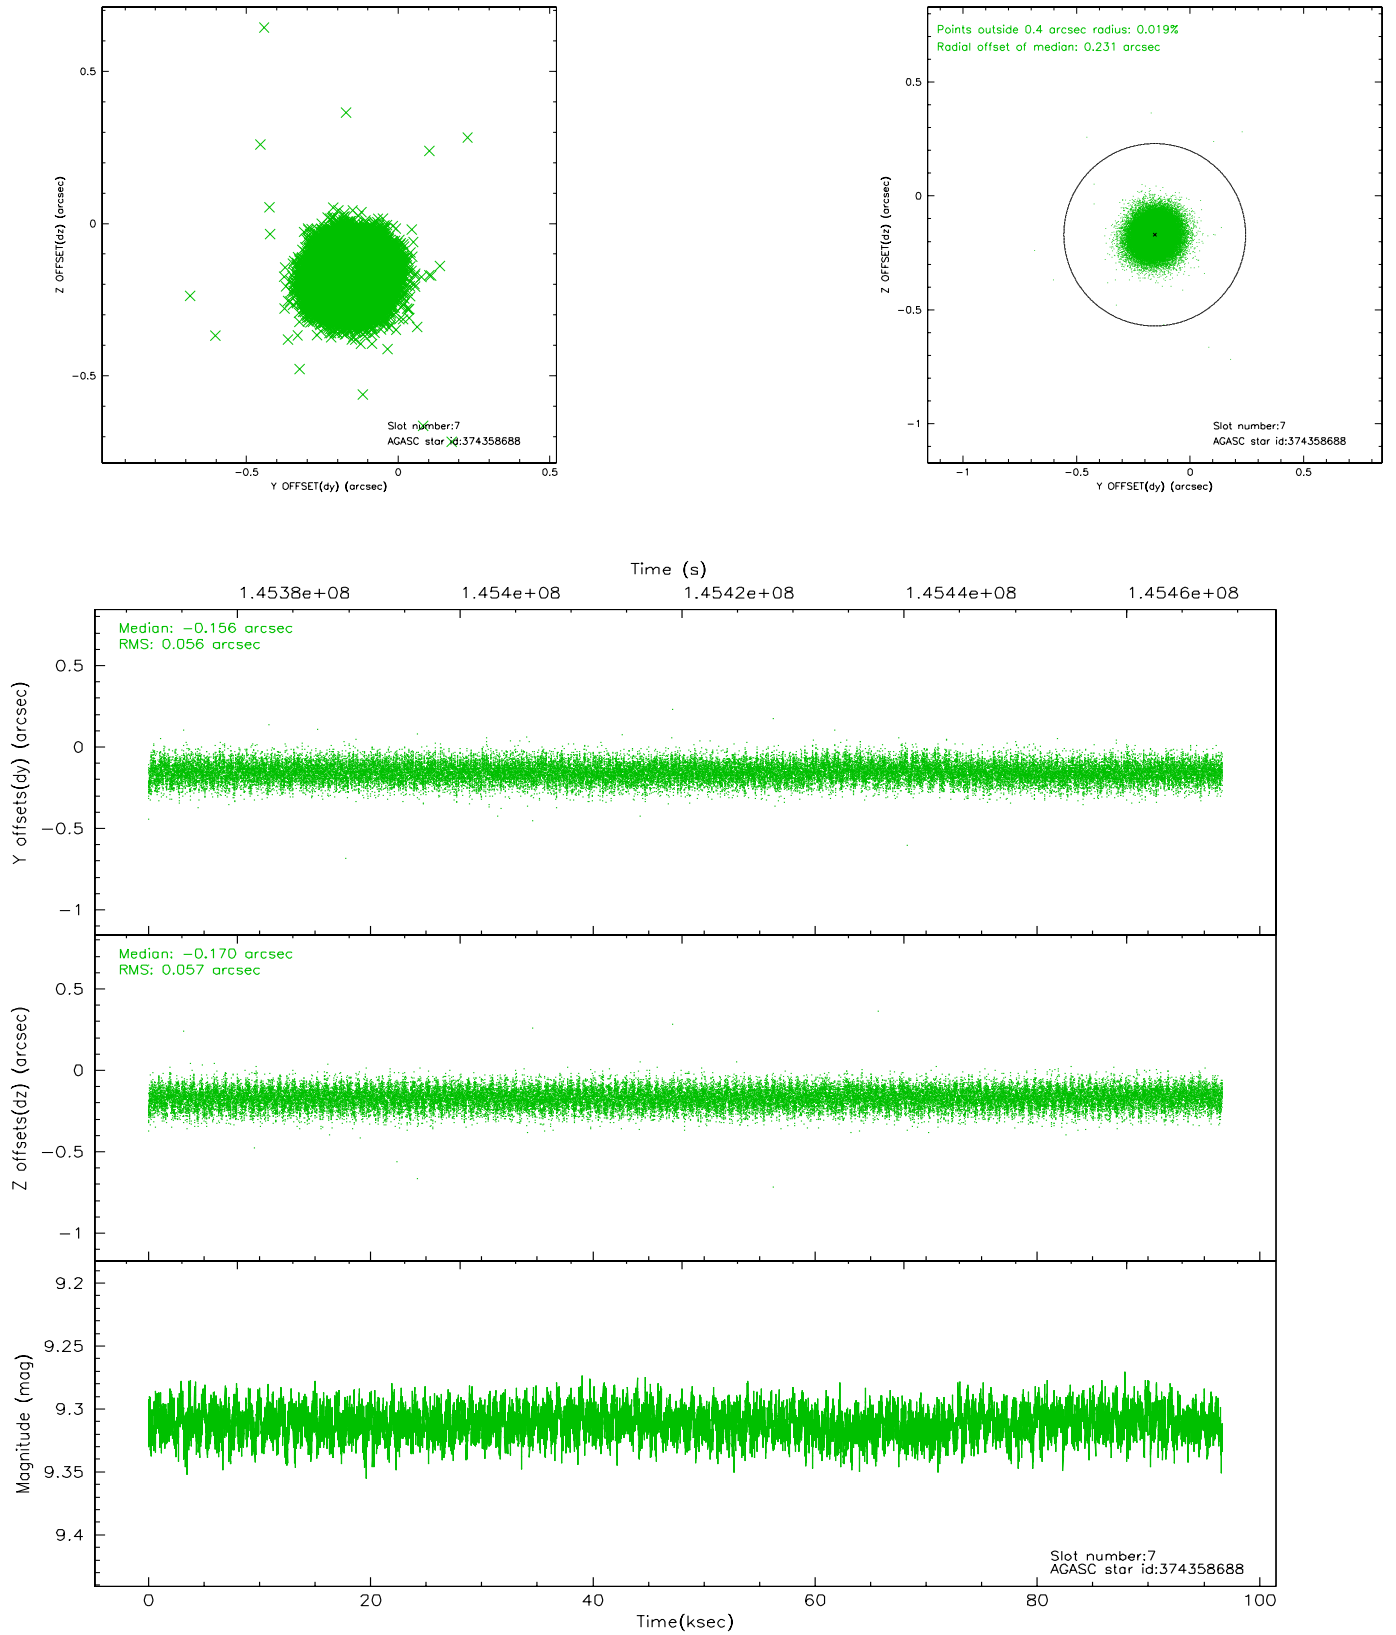 0.5
0
-0.5
Z OFFSET(dz) (arcsec)
-0.5
0
0.5
Y OFFSET(dy) (arcsec)
Slot number:7
AGASC star id:374358688
Points outside 0.4 arcsec radius: 0.019%
Radial offset of median: 0.231 arcsec
0.5
0
-0.5
-1
Z OFFSET(dz) (arcsec)
-1
-0.5
0
0.5
Y OFFSET(dy) (arcsec)
Slot number:7
AGASC star id:374358688
Time (s)
1.4538e+08
1.454e+08
1.4542e+08
1.4544e+08
1.4546e+08
Median: -0.156 arcsec
RMS: 0.056 arcsec
0.5
0
-0.5
-1
Y offsets(dy) (arcsec)
Median: -0.170 arcsec
RMS: 0.057 arcsec
0.5
0
-0.5
-1
Z offsets(dz) (arcsec)
9.2
9.25
9.3
9.35
9.4
Magnitude (mag)
Slot number:7
AGASC star id:374358688
0
20
40
60
80
100
Time(ksec)